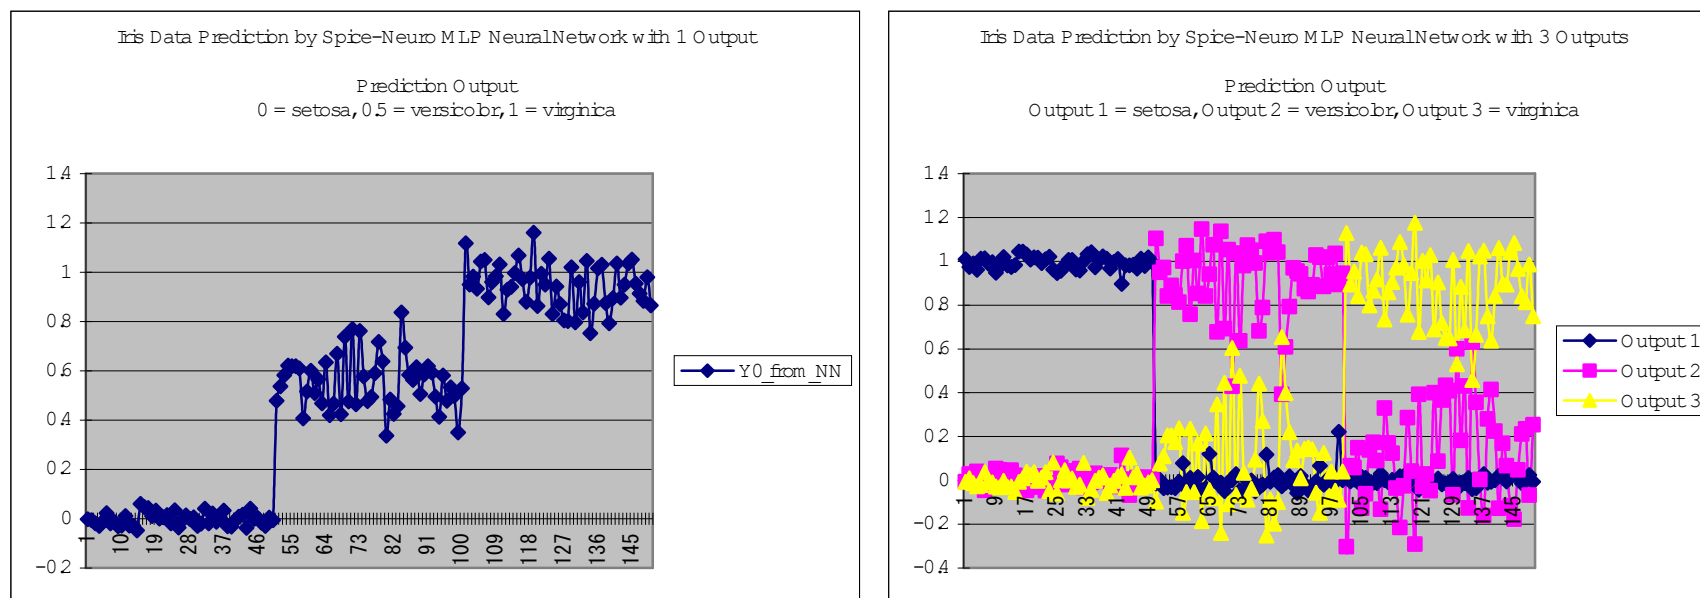 Iris Data Prediction by Spice-Neuro MLP Neural Network with 1 Output
Prediction Output
0 = setosa, 0.5 = versicolor, 1 = virginica
1.4
1.2
1
0.8
0.6
0.4
0.2
0
-0.2
1 10 19 28 37 46 55 64 73 82 91 100 109 118 127 136 145
Y0_from_NN
Iris Data Prediction by Spice-Neuro MLP Neural Network with 3 Outputs
Prediction Output
Output 1 = setosa, Output 2 = versicolor, Output 3 = virginica
1.4
1.2
1
0.8
0.6
0.4
0.2
0
-0.2
-0.4
1 9 17 25 33 41 49 57 65 73 81 89 97 105 113 121 129 137 145
Output 1
Output 2
Output 3